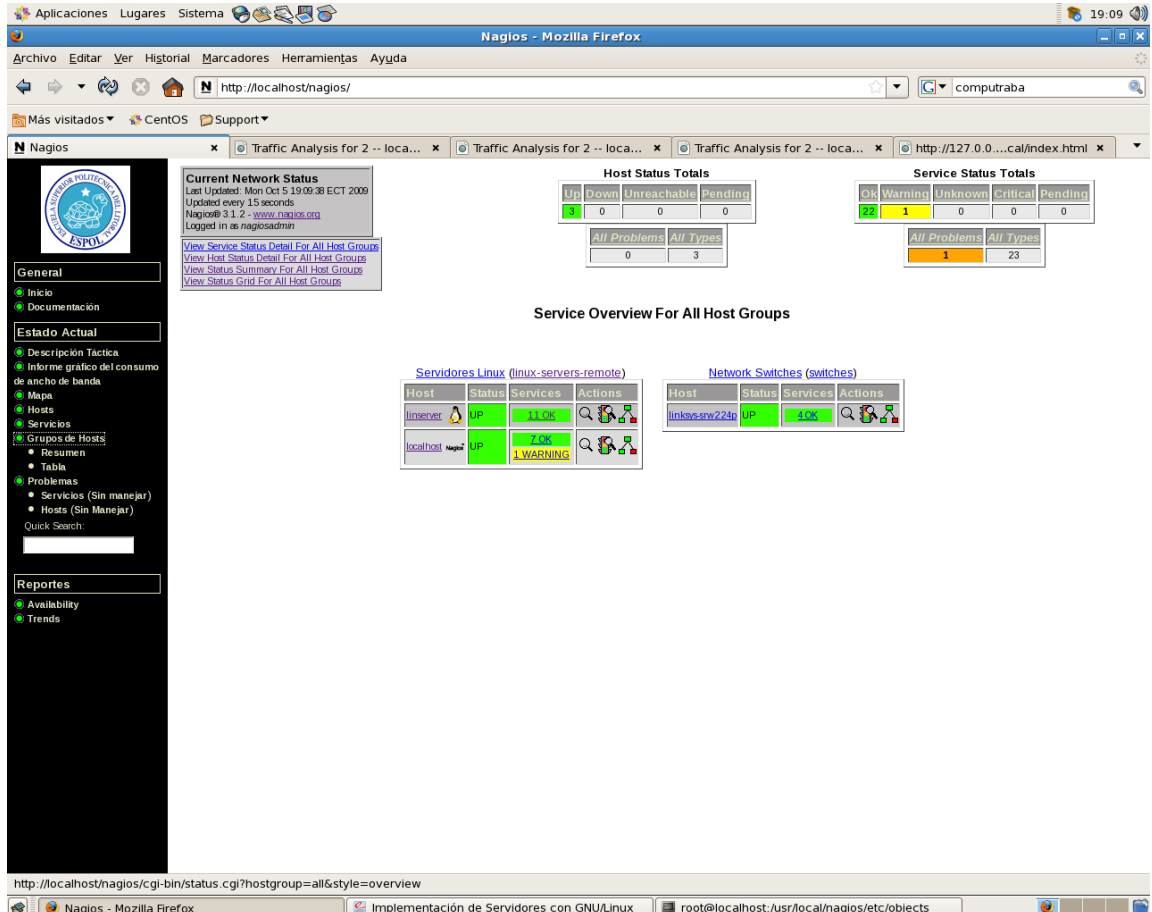 Aplicaciones Lugares Sistema 19:09
Nagios - Mozilla Firefox
Archivo Editar Ver Historial Marcadores Herramientas Ayuda
N http://localhost/nagios/ G computraba
Más visitados CentOS Support
N Nagios Traffic Analysis for 2 -- loca... Traffic Analysis for 2 -- loca... Traffic Analysis for 2 -- loca... http://127.0.0....cal/index.html
ESCUELA SUPERIOR POLITECNICA DEL LITORAL
ESPOL
General
Inicio
Documentación
Estado Actual
Descripción Táctica
Informe gráfico del consumo
de ancho de banda
Mapa
Hosts
Servicios
Grupos de Hosts
Resumen
Tabla
Problemas
Servicios (Sin manejar)
Hosts (Sin Manejar)
Quick Search:
Reportes
Availability
Trends
Current Network Status
Last Updated: Mon Oct 5 19:09:38 ECT 2009
Updated every 15 seconds
Nagios® 3.1.2 - www.nagios.org
Logged in as nagiosadmin
View Service Status Detail For All Host Groups
View Host Status Detail For All Host Groups
View Status Summary For All Host Groups
View Status Grid For All Host Groups
Host Status Totals
Up Down Unreachable Pending
3 0 0 0
All Problems All Types
0 3
Service Status Totals
Ok Warning Unknown Critical Pending
22 1 0 0 0
All Problems All Types
1 23
Service Overview For All Host Groups
Servidores Linux (linux-servers-remote)
Host Status Services Actions
linserver UP 11 OK
localhost Nagios UP 7 OK
1 WARNING
Network Switches (switches)
Host Status Services Actions
linksys-srw224p UP 4 OK
http://localhost/nagios/cgi-bin/status.cgi?hostgroup=all&style=overview
Nagios - Mozilla Firefox Implementación de Servidores con GNU/Linux root@localhost:/usr/local/nagios/etc/objects